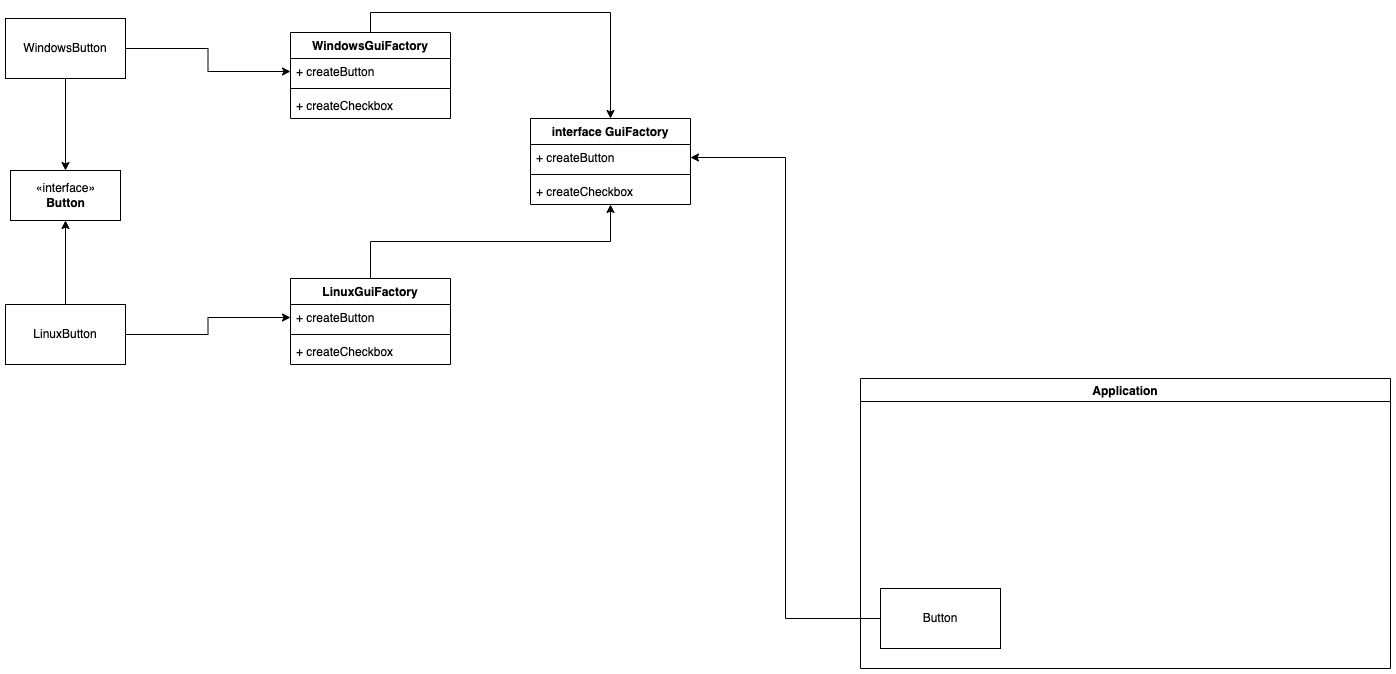 WindowsButton
WindowsGuiFactory
+ createButton
+ createCheckbox
interface GuiFactory
+ createButton
+ createCheckbox
«interface»
Button
LinuxGuiFactory
+ createButton
+ createCheckbox
LinuxButton
Application
Button